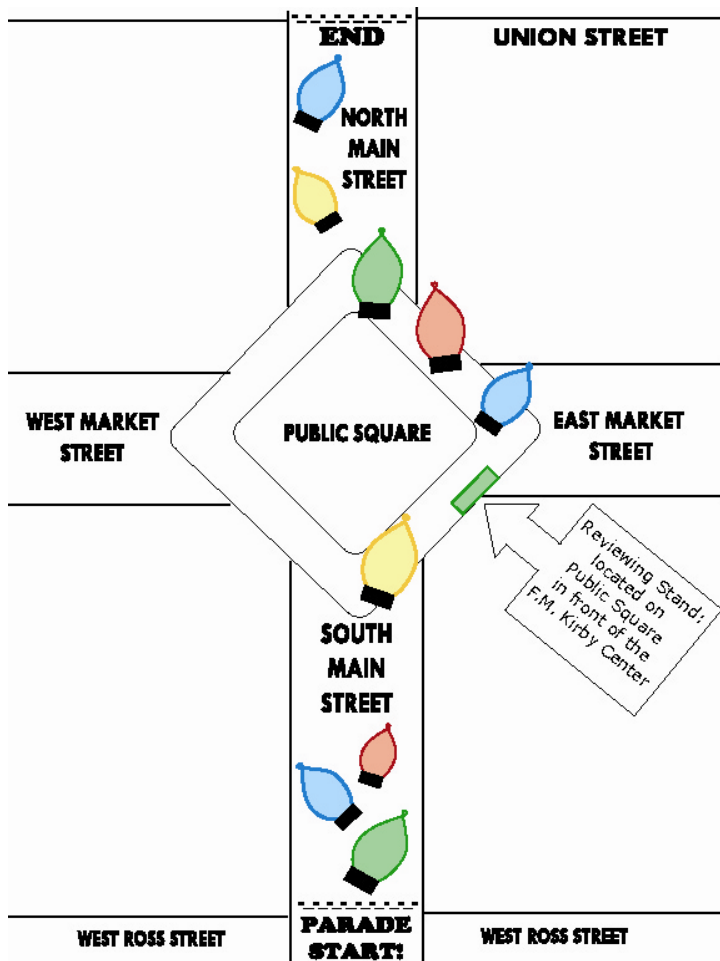 END
UNION STREET
NORTH
MAIN
STREET
WEST MARKET
STREET
PUBLIC SQUARE
EAST MARKET
STREET
Reviewing Stand;
located on
Public Square
in front of the
F.M. Kirby Center
SOUTH
MAIN
STREET
PARADE
START!
WEST ROSS STREET
WEST ROSS STREET